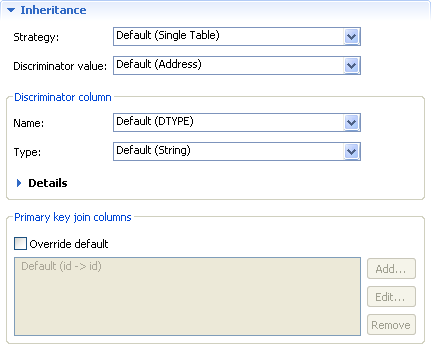 Inheritance
Strategy: Default (Single Table)
Discriminator value: Default (Address)
Discriminator column
Name: Default (DTYPE)
Type: Default (String)
Details
Primary key join columns
Override default
Default (id -> id)
Add...
Edit...
Remove